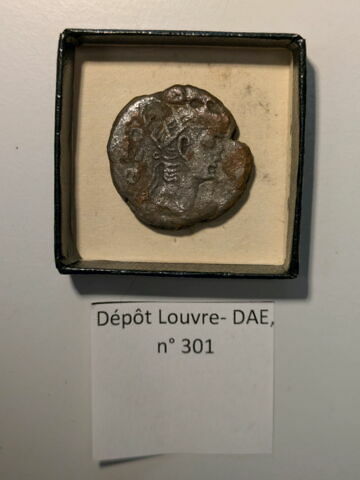 Dépôt Louvre- DAE,
n° 301